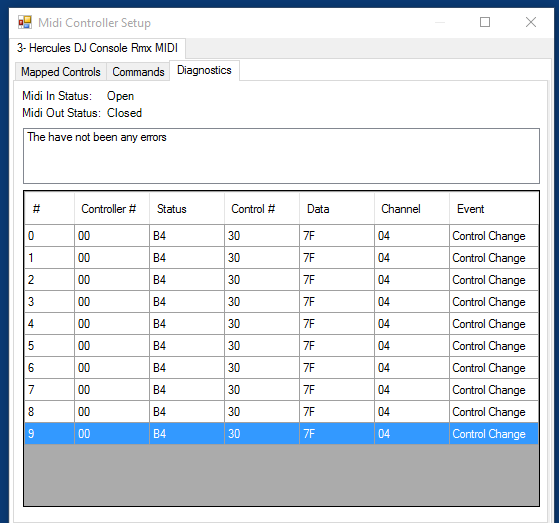 Midi Controller Setup
3- Hercules DJ Console Rmx MIDI
Mapped Controls Commands Diagnostics
Midi In Status: Open
Midi Out Status: Closed
The have not been any errors
# Controller # Status Control # Data Channel Event
0 00 B4 30 7F 04 Control Change
1 00 B4 30 7F 04 Control Change
2 00 B4 30 7F 04 Control Change
3 00 B4 30 7F 04 Control Change
4 00 B4 30 7F 04 Control Change
5 00 B4 30 7F 04 Control Change
6 00 B4 30 7F 04 Control Change
7 00 B4 30 7F 04 Control Change
8 00 B4 30 7F 04 Control Change
9 00 B4 30 7F 04 Control Change